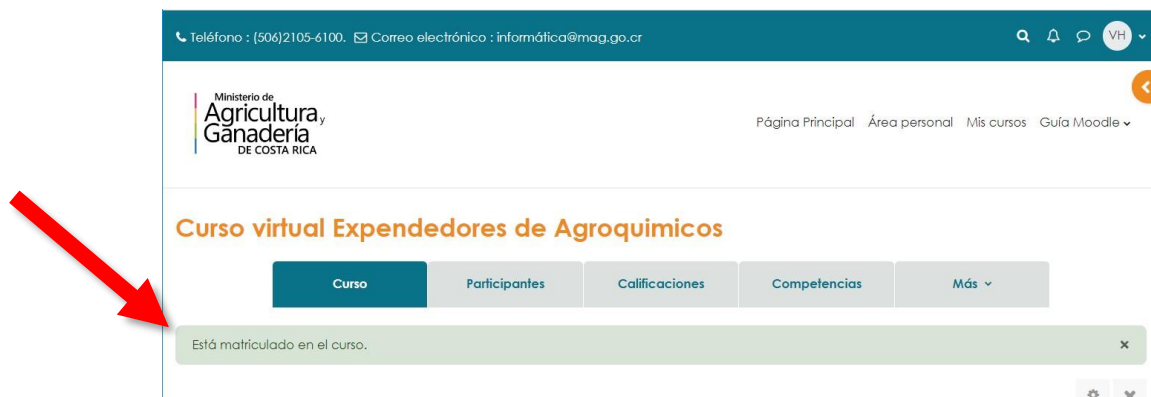 Teléfono : (506)2105-6100. Correo electrónico : informática@mag.go.cr
VH
Ministerio de
Agricultura y
Ganadería
DE COSTA RICA
Página Principal Área personal Mis cursos Guía Moodle
Curso virtual Expendedores de Agroquimicos
Curso Participantes Calificaciones Competencias Más
Está matriculado en el curso.